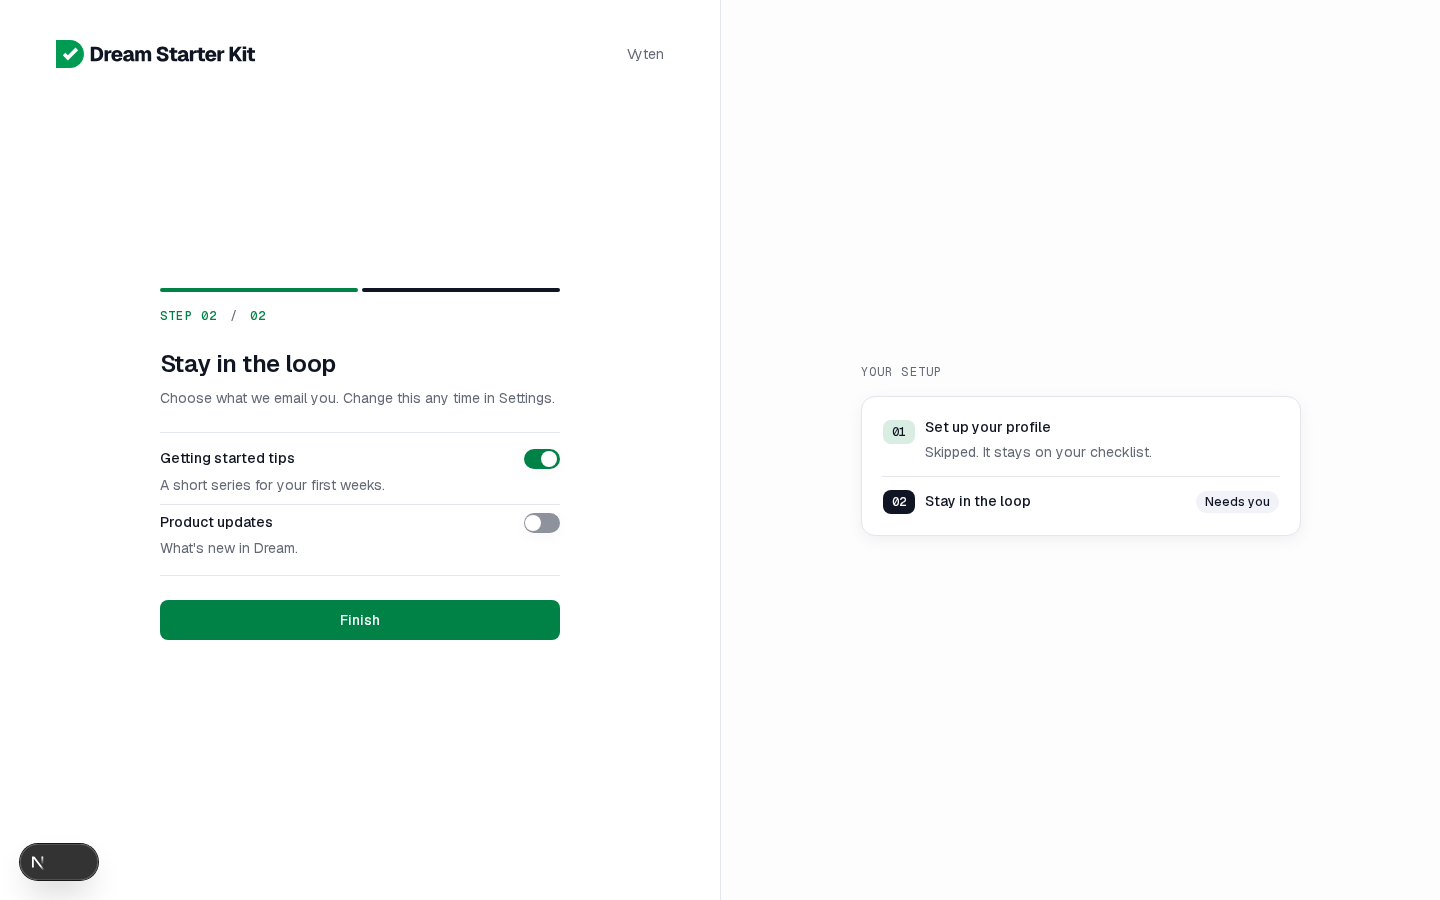 Dream Starter Kit
Vyten
STEP 02 / 02
Stay in the loop
Choose what we email you. Change this any time in Settings.
Getting started tips
A short series for your first weeks.
Product updates
What's new in Dream.
Finish
YOUR SETUP
01 Set up your profile
Skipped. It stays on your checklist.
02 Stay in the loop Needs you
N